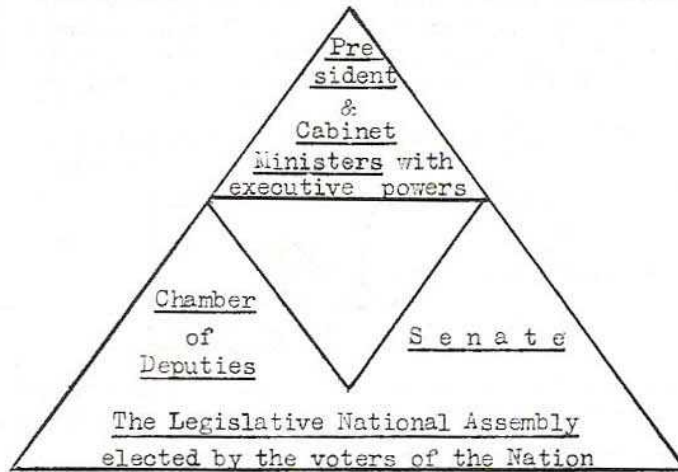 Pre
sident
&
Cabinet
Ministers with
executive powers
Chamber
of
Deputies
S e n a t e
The Legislative National Assembly
elected by the voters of the Nation